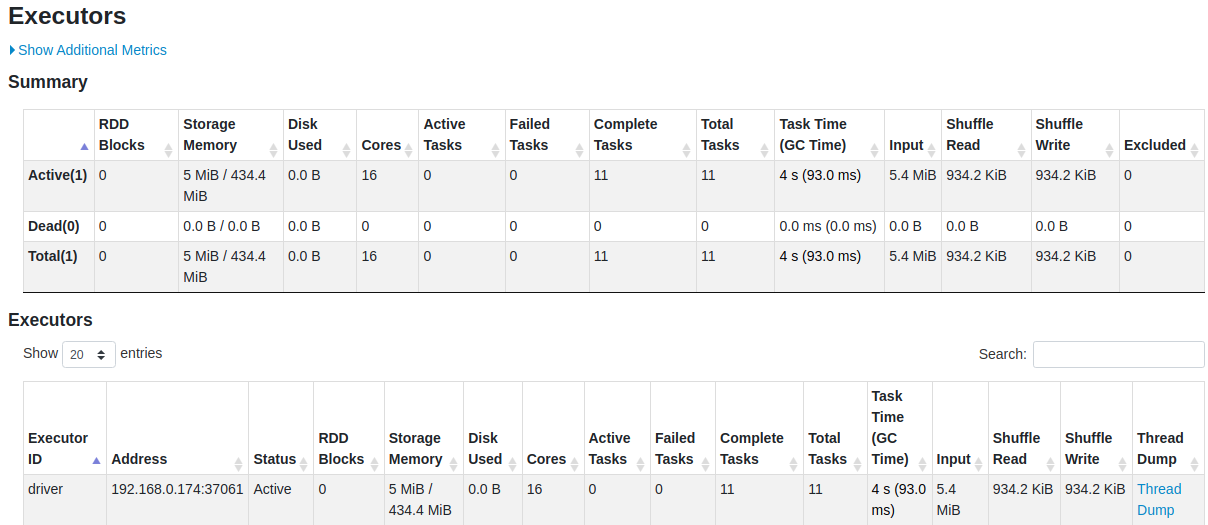 Executors
Show Additional Metrics
Summary
RDD Blocks Storage Memory Disk Used Cores Active Tasks Failed Tasks Complete Tasks Total Tasks Task Time (GC Time) Input Shuffle Read Shuffle Write Excluded
Active(1) 0 5 MiB / 434.4 MiB 0.0 B 16 0 0 11 11 4 s (93.0 ms) 5.4 MiB 934.2 KiB 934.2 KiB 0
Dead(0) 0 0.0 B / 0.0 B 0.0 B 0 0 0 0 0 0.0 ms (0.0 ms) 0.0 B 0.0 B 0.0 B 0
Total(1) 0 5 MiB / 434.4 MiB 0.0 B 16 0 0 11 11 4 s (93.0 ms) 5.4 MiB 934.2 KiB 934.2 KiB 0
Executors
Show 20 entries Search:
Executor ID Address Status RDD Blocks Storage Memory Disk Used Cores Active Tasks Failed Tasks Complete Tasks Total Tasks Task Time (GC Time) Input Shuffle Read Shuffle Write Thread Dump
driver 192.168.0.174:37061 Active 0 5 MiB / 434.4 MiB 0.0 B 16 0 0 11 11 4 s (93.0 ms) 5.4 MiB 934.2 KiB 934.2 KiB Thread Dump